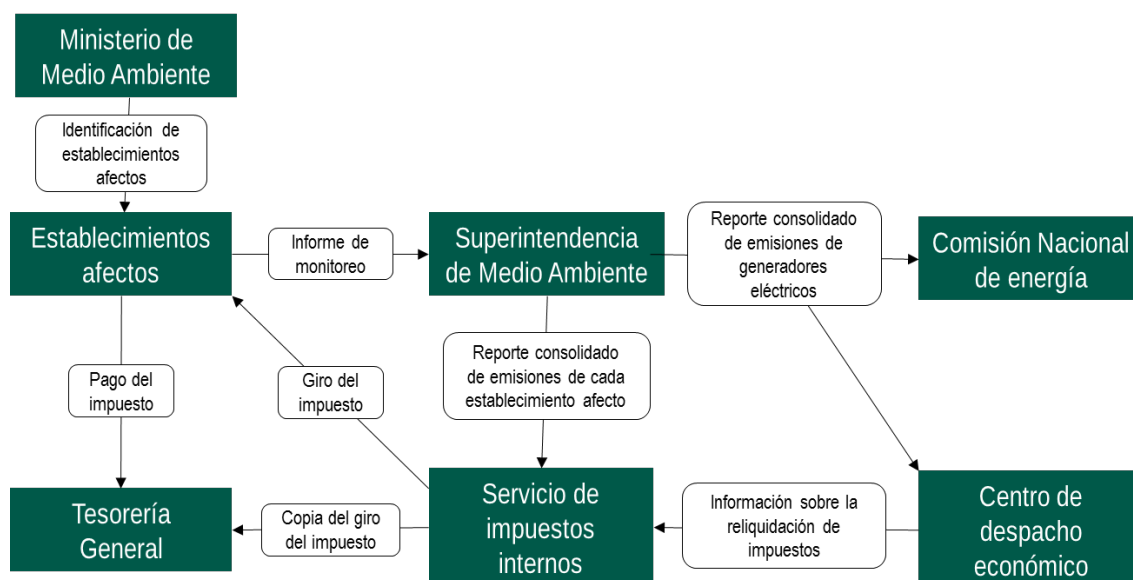 Ministerio de
Medio Ambiente
Identificación de
establecimientos
afectos
Establecimientos
afectos
Informe de
monitoreo
Superintendencia
de Medio Ambiente
Reporte consolidado
de emisiones de
generadores
eléctricos
Comisión Nacional
de energía
Pago del
impuesto
Giro del
impuesto
Reporte consolidado
de emisiones de cada
establecimiento afecto
Tesorería
General
Copia del giro
del impuesto
Servicio de
impuestos
internos
Información sobre la
reliquidación de
impuestos
Centro de
despacho
económico